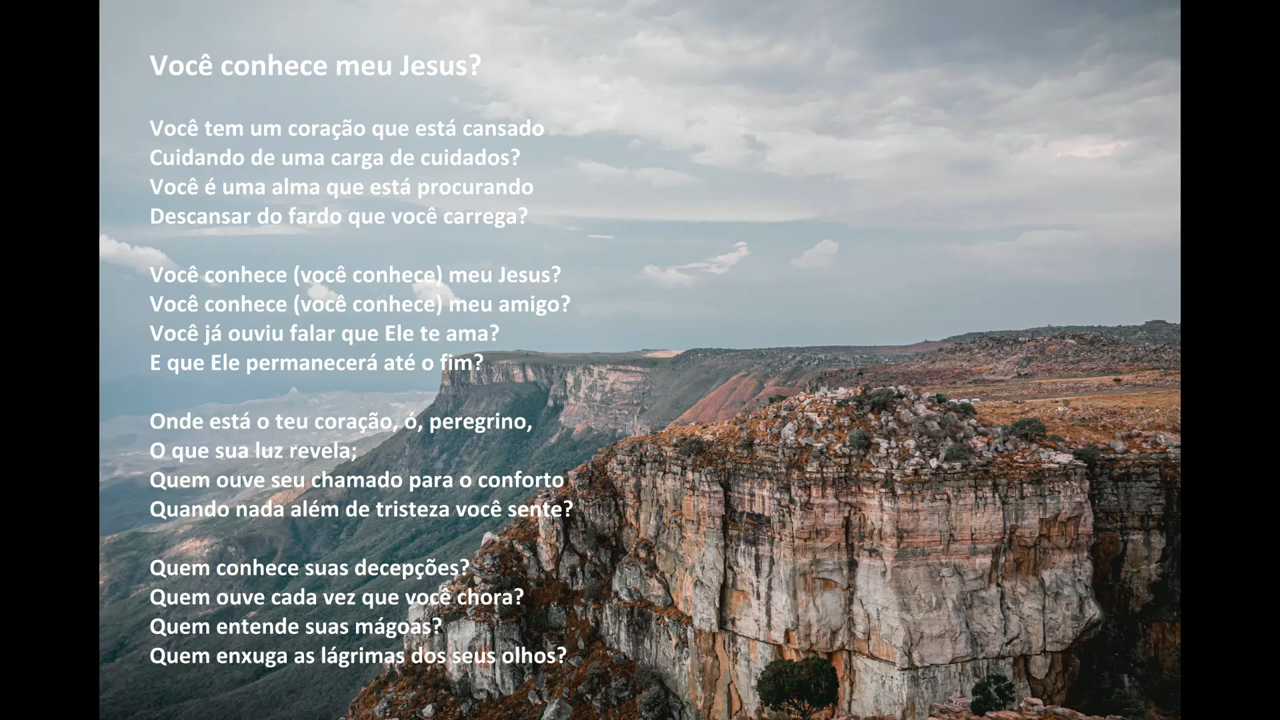 Você conhece meu Jesus?
Você tem um coração que está cansado
Cuidando de uma carga de cuidados?
Você é uma alma que está procurando
Descansar do fardo que você carrega?
Você conhece (você conhece) meu Jesus?
Você conhece (você conhece) meu amigo?
Você já ouviu falar que Ele te ama?
E que Ele permanecerá até o fim?
Onde está o teu coração, ó, peregrino,
O que sua luz revela;
Quem ouve seu chamado para o conforto
Quando nada além de tristeza você sente?
Quem conhece suas decepções?
Quem ouve cada vez que você chora?
Quem entende suas mágoas?
Quem enxuga as lágrimas dos seus olhos?